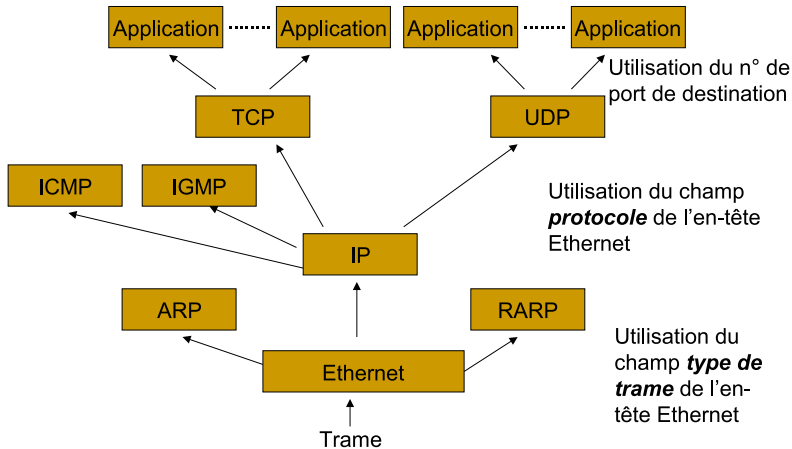 Application Application Application Application
Utilisation du n° de
port de destination
TCP UDP
ICMP IGMP
Utilisation du champ
protocole de l'en-tête
Ethernet
IP
ARP RARP
Utilisation du
champ type de
trame de l'en-
tête Ethernet
Ethernet
Trame